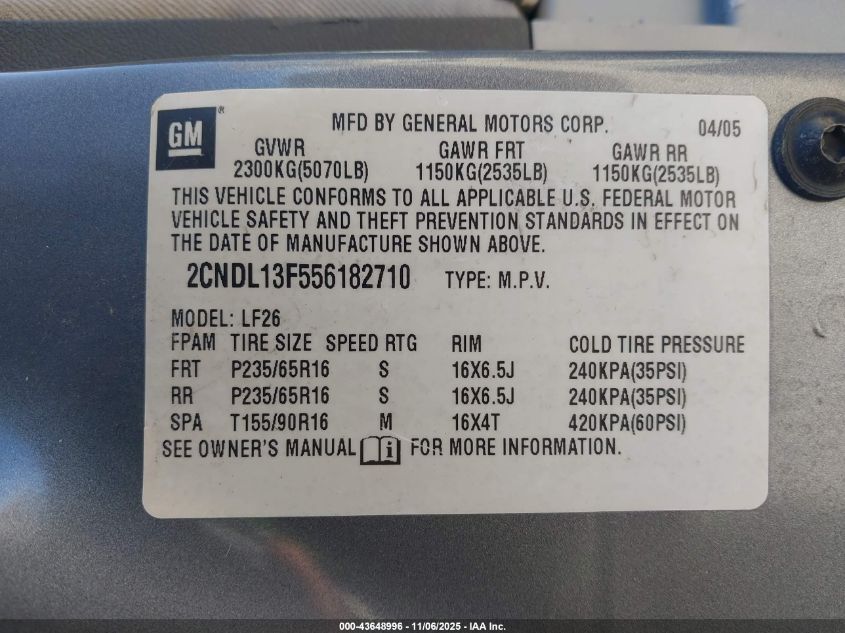 GM®
MFD BY GENERAL MOTORS CORP. 04/05
GVWR GAWR FRT GAWR RR
2300KG(5070LB) 1150KG(2535LB) 1150KG(2535LB)
THIS VEHICLE CONFORMS TO ALL APPLICABLE U.S. FEDERAL MOTOR
VEHICLE SAFETY AND THEFT PREVENTION STANDARDS IN EFFECT ON
THE DATE OF MANUFACTURE SHOWN ABOVE.
2CNDL13F556182710 TYPE: M.P.V.
MODEL: LF26
FPAM TIRE SIZE SPEED RTG RIM COLD TIRE PRESSURE
FRT P235/65R16 S 16X6.5J 240KPA(35PSI)
RR P235/65R16 S 16X6.5J 240KPA(35PSI)
SPA T155/90R16 M 16X4T 420KPA(60PSI)
SEE OWNER'S MANUAL i FOR MORE INFORMATION.
000-43648996 - 11/06/2025 - IAA Inc.